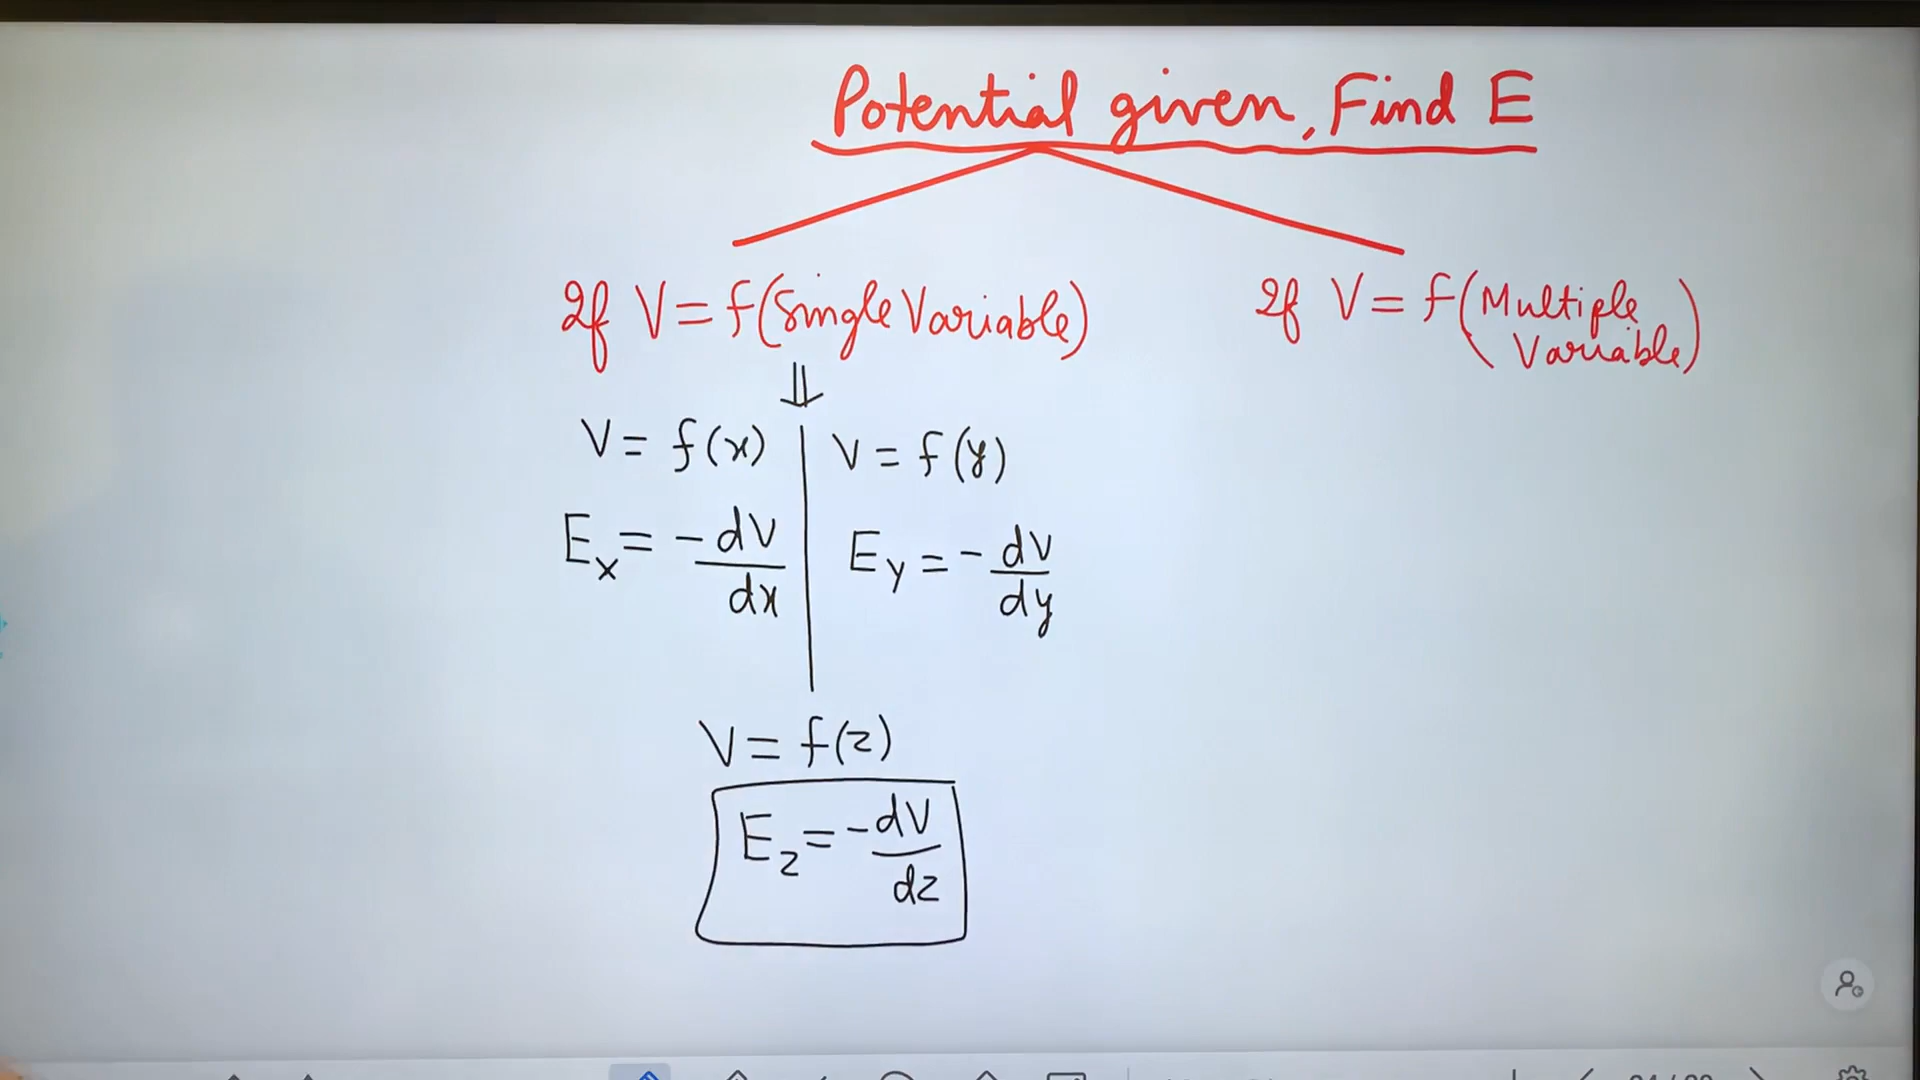 Potential given, Find E
If V = f(Single Variable)
If V = f(Multiple
Variable)
⇓
V = f(x)
V = f(y)
Ex = -dV/dx
Ey = -dV/dy
V = f(z)
Ez = -dV/dz